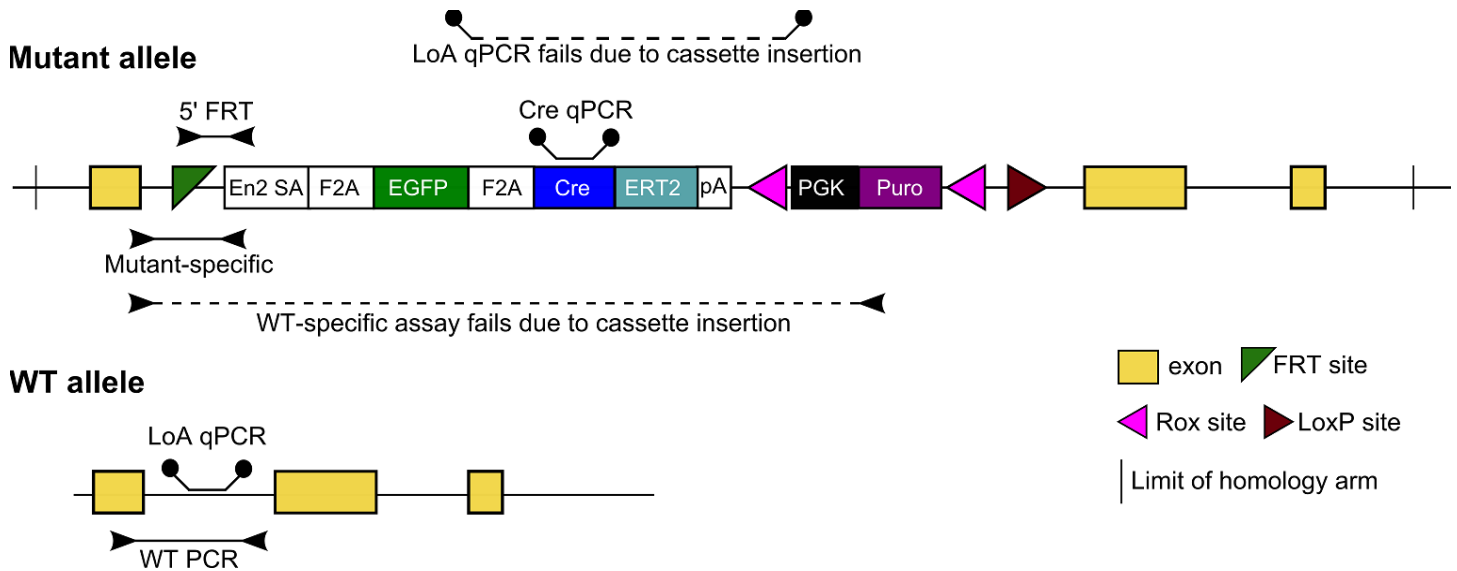 LoA qPCR fails due to cassette insertion
Mutant allele
5' FRT
Cre qPCR
En2 SA F2A EGFP F2A Cre ERT2 pA PGK Puro
Mutant-specific
WT-specific assay fails due to cassette insertion
WT allele
LoA qPCR
WT PCR
exon FRT site
Rox site LoxP site
Limit of homology arm